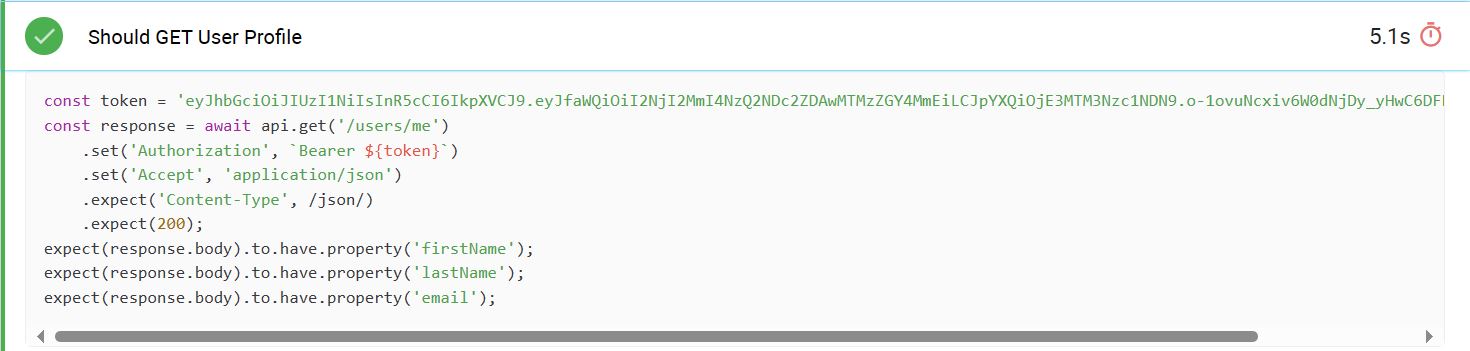 Should GET User Profile
5.1s
const token = 'eyJhbGciOiJIUzI1NiIsInR5cCI6IkpXVCJ9.eyJfaWQiOiI2NjI2MmI4NzQ2NDc2ZDAwMTMzZGY4MmEiLCJpYXQiOjE3MTM3Nzc1NDN9.o-1ovuNcxiv6W0dNjDy_yHwC6DF
const response = await api.get('/users/me')
    .set('Authorization', `Bearer ${token}`)
    .set('Accept', 'application/json')
    .expect('Content-Type', /json/)
    .expect(200);
expect(response.body).to.have.property('firstName');
expect(response.body).to.have.property('lastName');
expect(response.body).to.have.property('email');